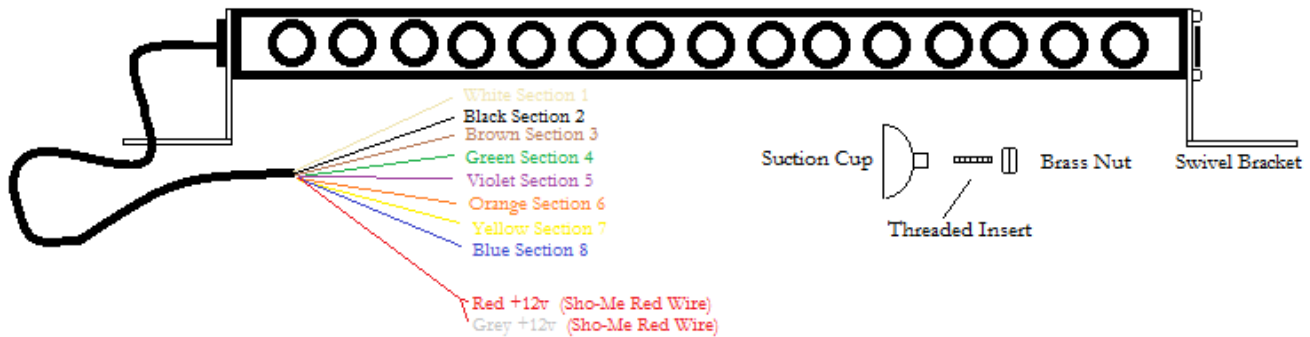 White Section 1
Black Section 2
Brown Section 3
Green Section 4
Violet Section 5
Orange Section 6
Yellow Section 7
Blue Section 8
Red +12v (Sho-Me Red Wire)
Grey +12v (Sho-Me Red Wire)
Suction Cup
Brass Nut
Swivel Bracket
Threaded Insert